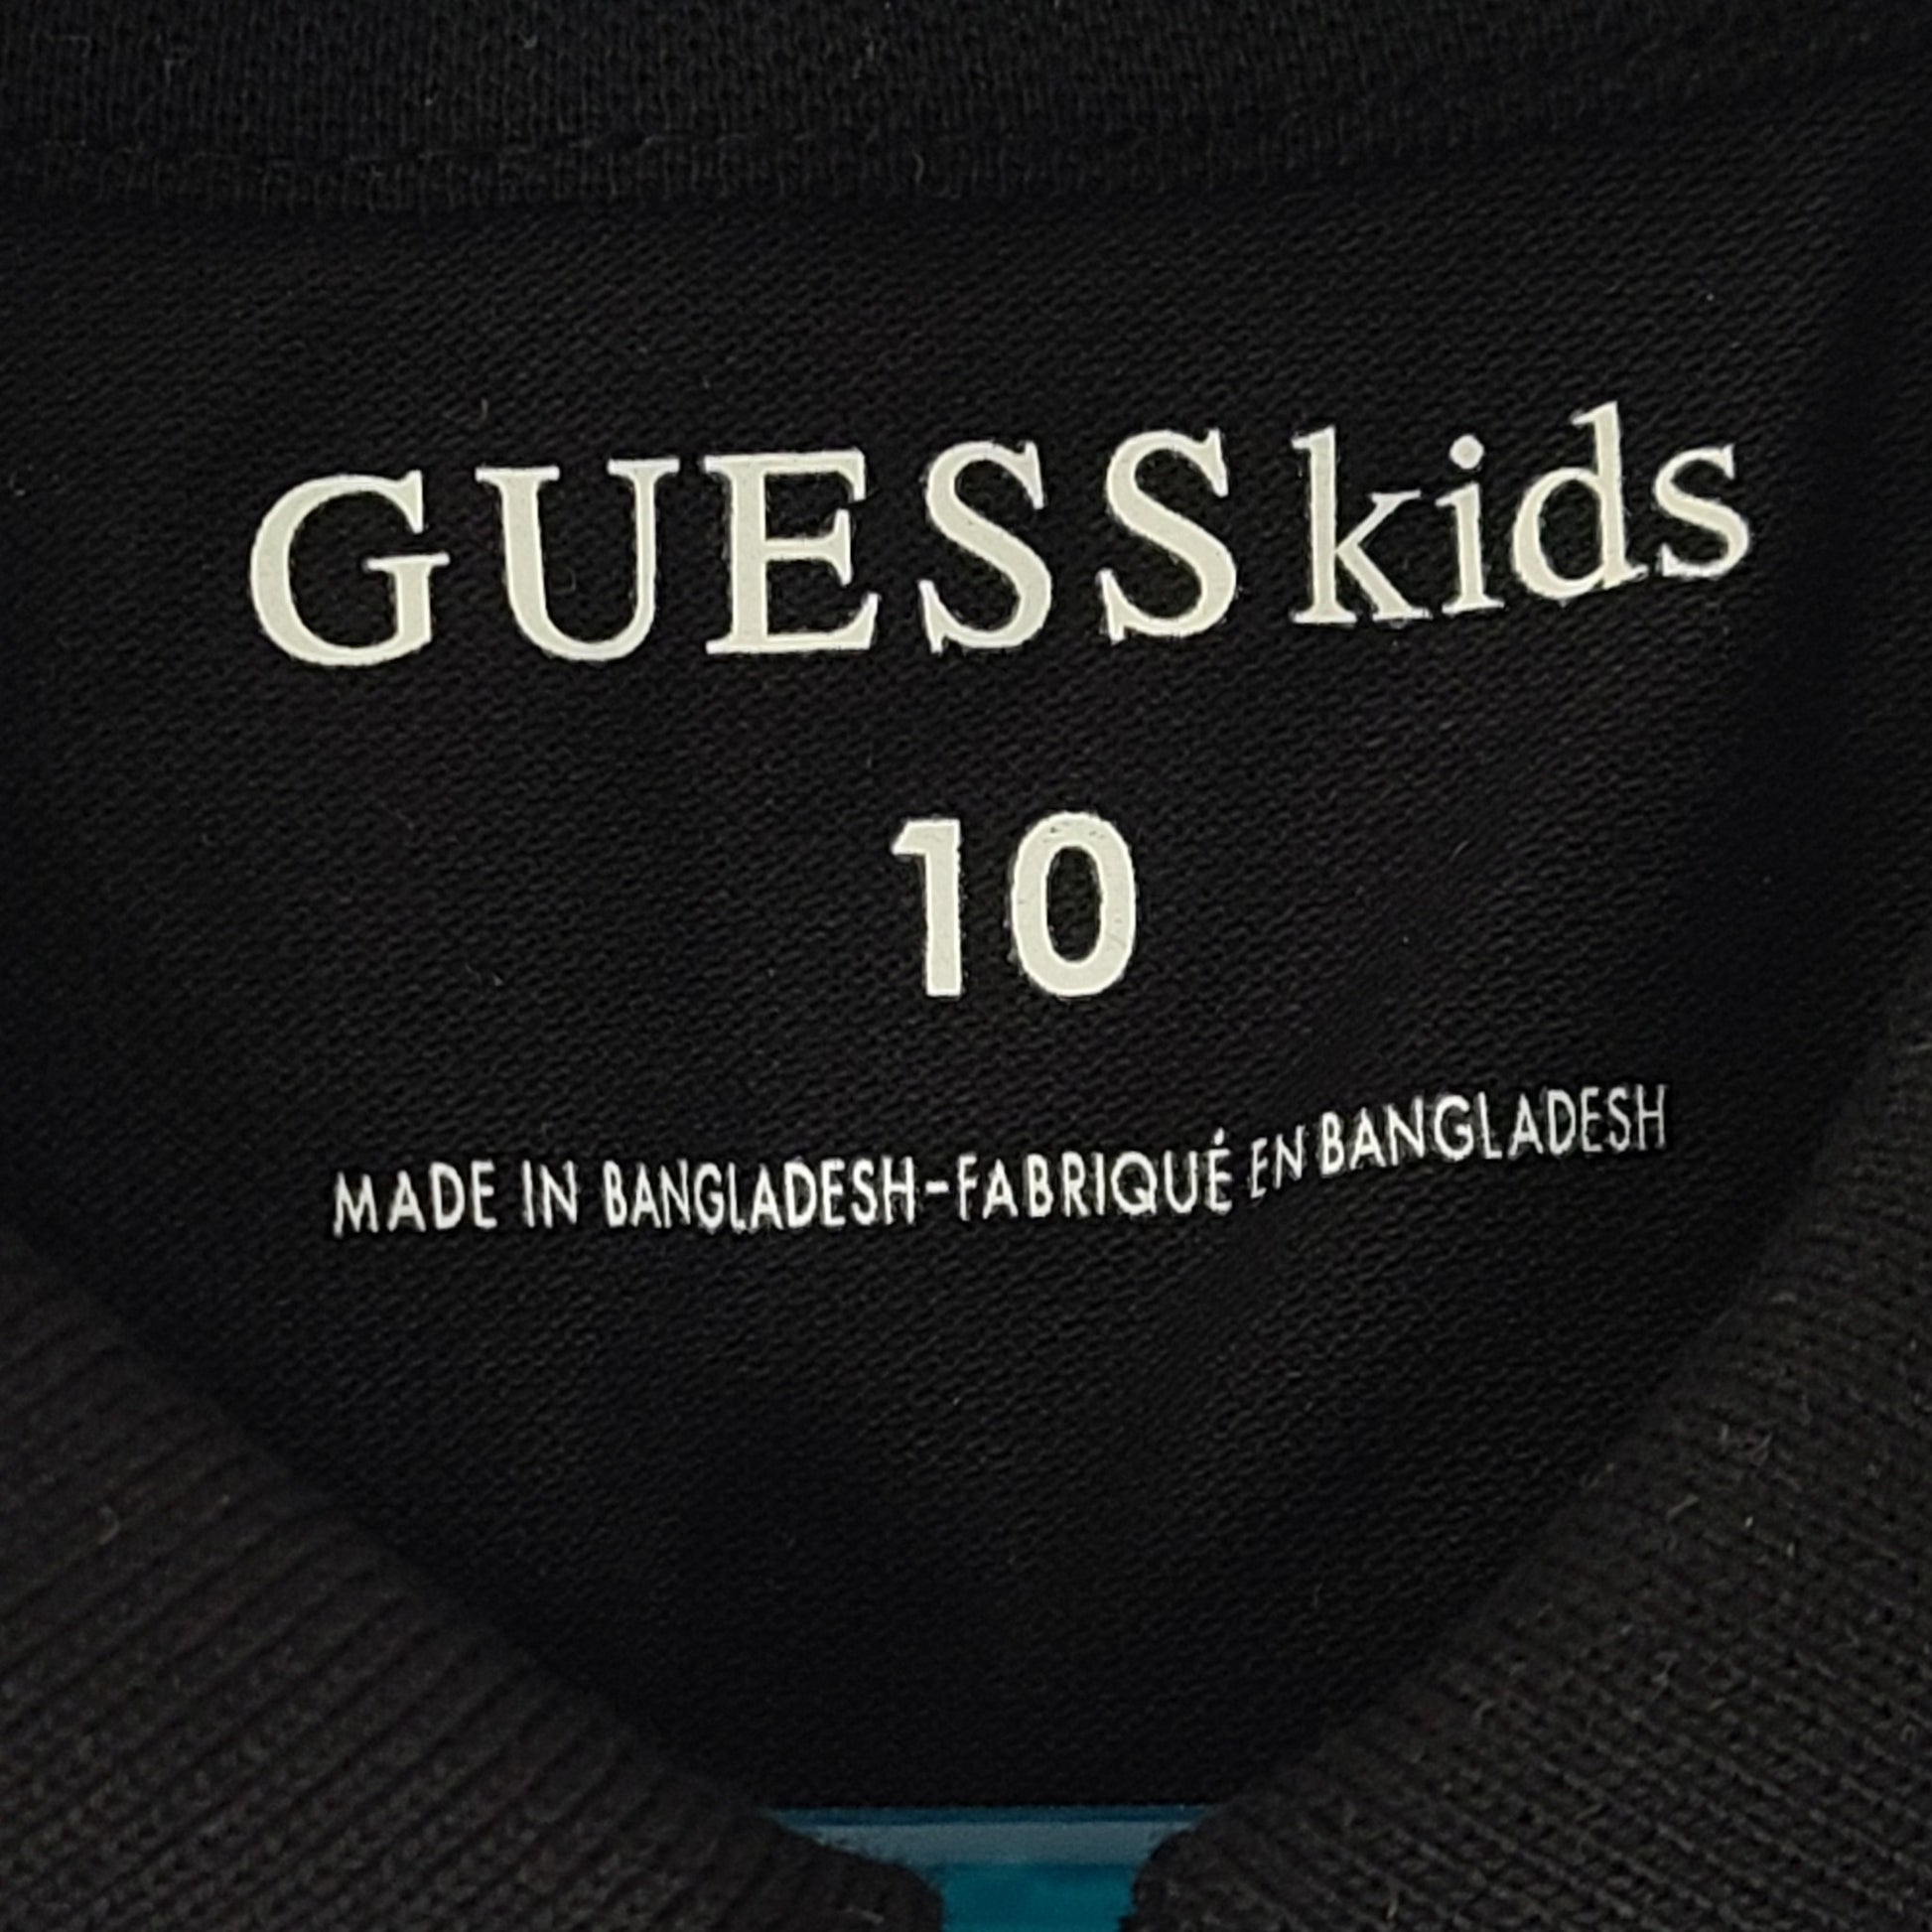 GUESS kids
10
MADE IN BANGLADESH-FABRIQUÉ EN BANGLADESH